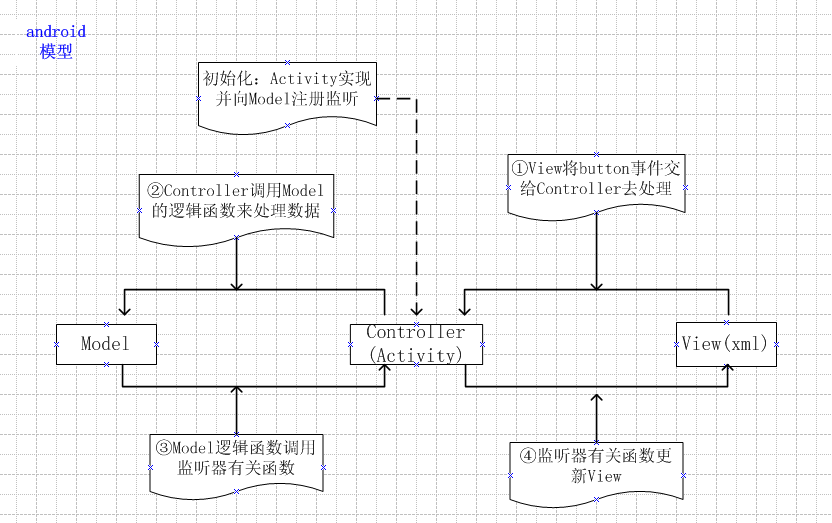 android
模型
初始化：Activity实现
并向Model注册监听
①View将button事件交
给Controller去处理
②Controller调用Model
的逻辑函数来处理数据
Model
Controller
(Activity)
View(xml)
③Model逻辑函数调用
监听器有关函数
④监听器有关函数更
新View